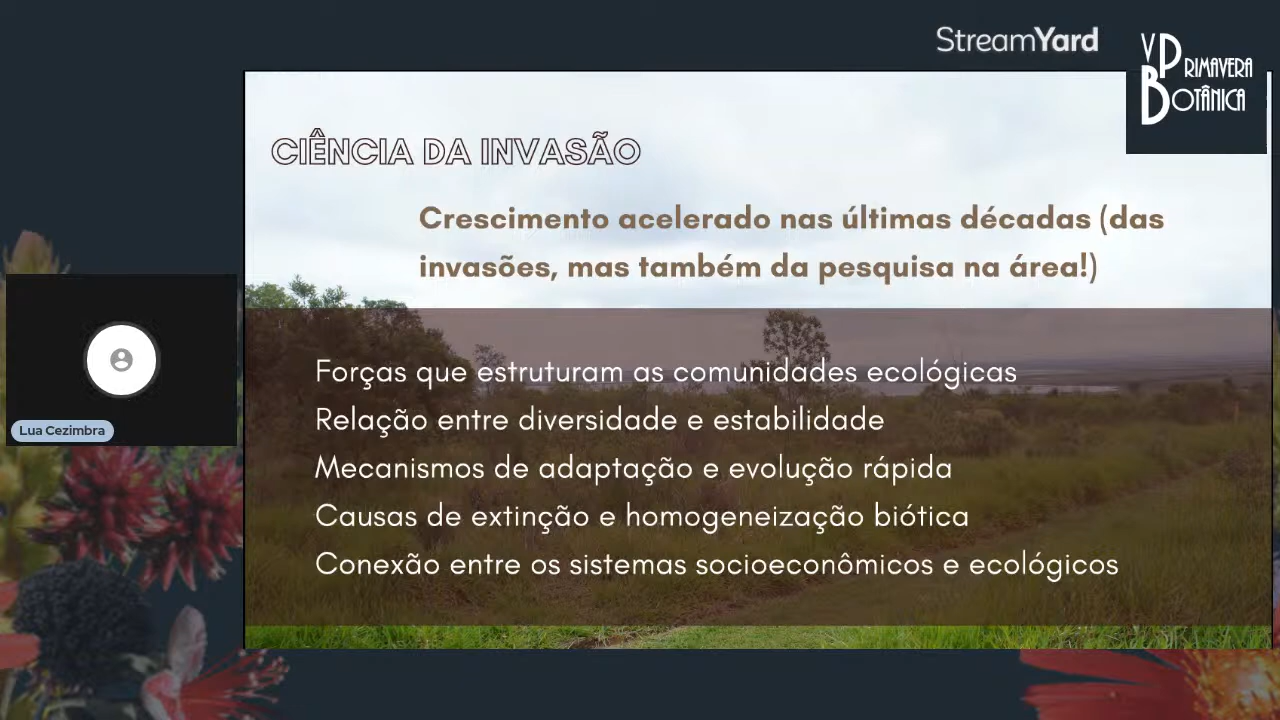 StreamYard
V PRIMAVERA
BOTÂNICA
CIÊNCIA DA INVASÃO
Crescimento acelerado nas últimas décadas (das
invasões, mas também da pesquisa na área!)
Forças que estruturam as comunidades ecológicas
Relação entre diversidade e estabilidade
Mecanismos de adaptação e evolução rápida
Causas de extinção e homogeneização biótica
Conexão entre os sistemas socioeconômicos e ecológicos
Lua Cezimbra